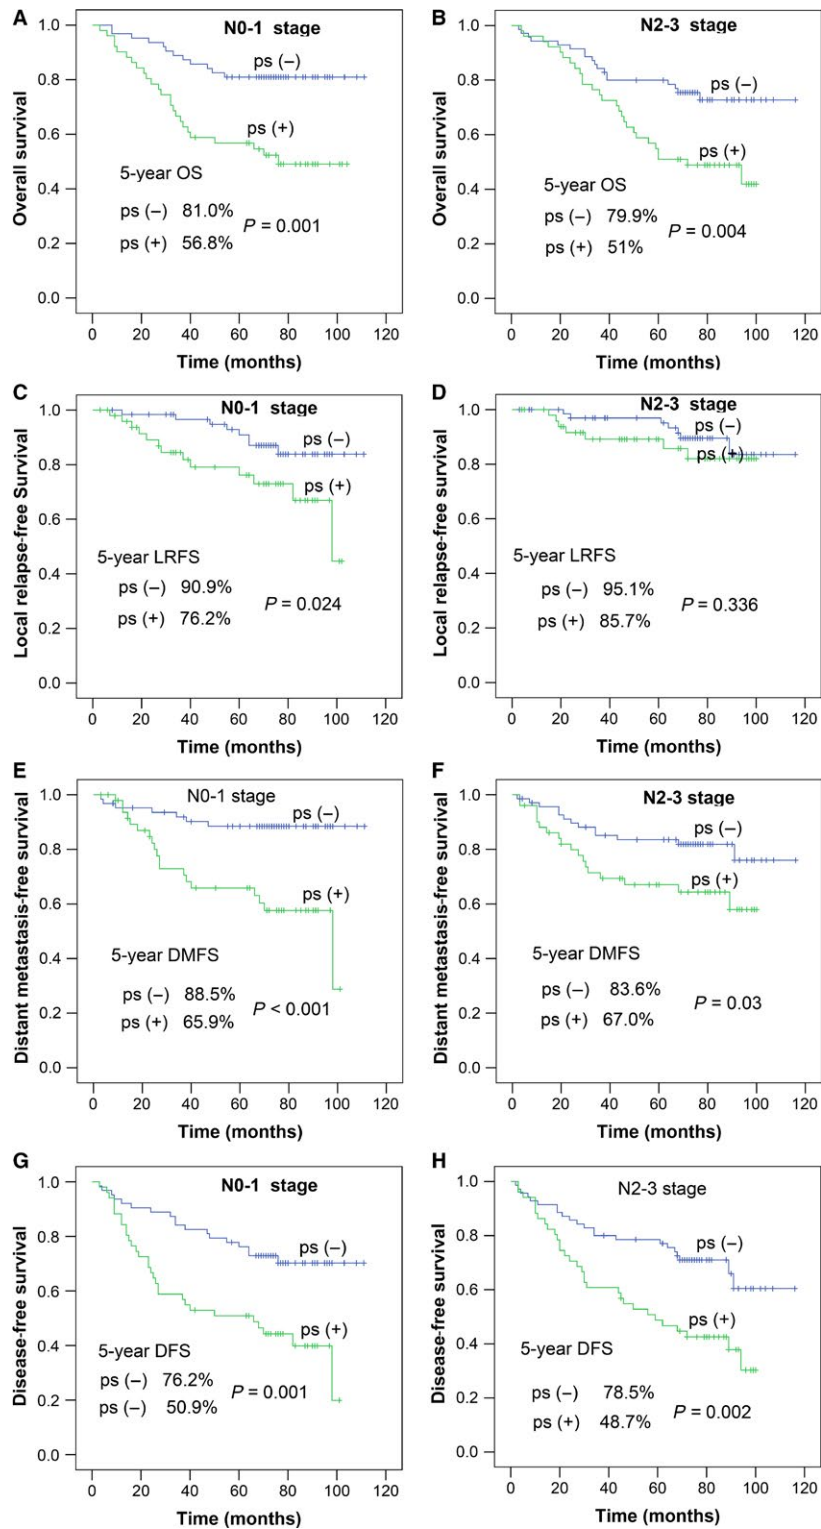 A
N0-1 stage
Overall survival
1.0
0.8
0.6
0.4
0.2
0.0
ps (–)
ps (+)
5-year OS
ps (–) 81.0%
ps (+) 56.8%
P = 0.001
0 20 40 60 80 100 120
Time (months)
B
N2-3 stage
Overall survival
1.0
0.8
0.6
0.4
0.2
0.0
ps (–)
ps (+)
5-year OS
ps (–) 79.9%
ps (+) 51%
P = 0.004
0 20 40 60 80 100 120
Time (months)
C
N0-1 stage
Local relapse-free Survival
1.0
0.8
0.6
0.4
0.2
0.0
ps (–)
ps (+)
5-year LRFS
ps (–) 90.9%
ps (+) 76.2%
P = 0.024
0 20 40 60 80 100 120
Time (months)
D
N2-3 stage
Local relapse-free survival
1.0
0.8
0.6
0.4
0.2
0.0
ps (–)
ps (+)
5-year LRFS
ps (–) 95.1%
ps (+) 85.7%
P = 0.336
0 20 40 60 80 100 120
Time (months)
E
N0-1 stage
Distant metastasis-free survival
1.0
0.8
0.6
0.4
0.2
0.0
ps (–)
ps (+)
5-year DMFS
ps (–) 88.5%
ps (+) 65.9%
P < 0.001
0 20 40 60 80 100 120
Time (months)
F
N2-3 stage
Distant metastasis-free survival
1.0
0.8
0.6
0.4
0.2
0.0
ps (–)
ps (+)
5-year DMFS
ps (–) 83.6%
ps (+) 67.0%
P = 0.03
0 20 40 60 80 100 120
Time (months)
G
N0-1 stage
Disease-free survival
1.0
0.8
0.6
0.4
0.2
0.0
ps (–)
ps (+)
5-year DFS
ps (–) 76.2%
ps (–) 50.9%
P = 0.001
0 20 40 60 80 100 120
Time (months)
H
N2-3 stage
Disease-free survival
1.0
0.8
0.6
0.4
0.2
0.0
ps (–)
ps (+)
5-year DFS
ps (–) 78.5%
ps (+) 48.7%
P = 0.002
0 20 40 60 80 100 120
Time (months)